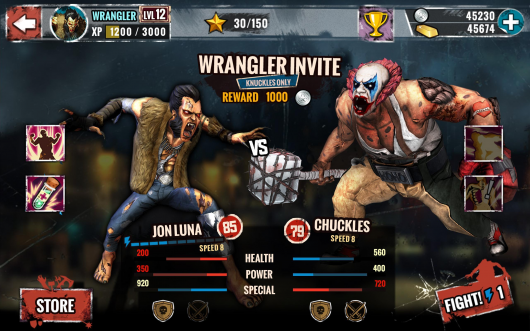 WRANGLER LVL 12
XP 1200 / 3000
30/150
45230
45674
WRANGLER INVITE
KNUCKLES ONLY
REWARD 1000
VS
JON LUNA 85
SPEED 8
79 CHUCKLES
SPEED 8
200 HEALTH 560
350 POWER 400
920 SPECIAL 720
STORE
FIGHT! 1